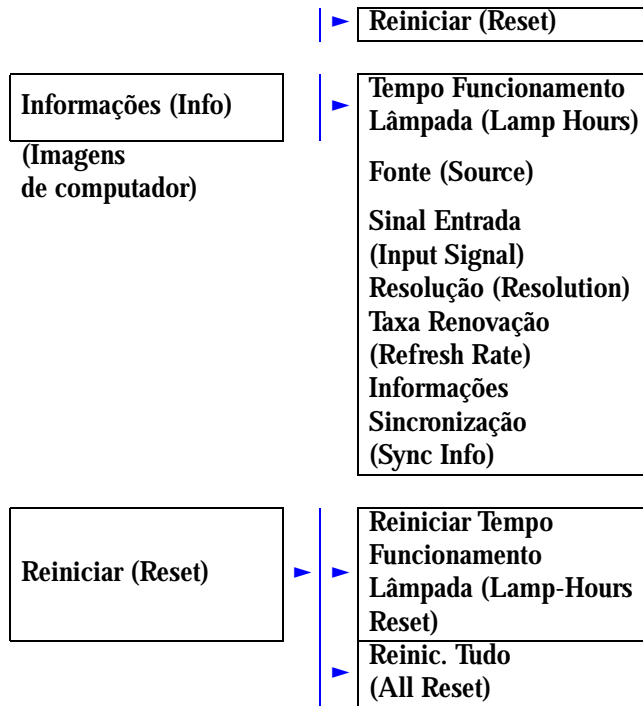 Reiniciar (Reset)
Informações (Info)
(Imagens
de computador)
Tempo Funcionamento
Lâmpada (Lamp Hours)
Fonte (Source)
Sinal Entrada
(Input Signal)
Resolução (Resolution)
Taxa Renovação
(Refresh Rate)
Informações
Sincronização
(Sync Info)
Reiniciar (Reset)
Reiniciar Tempo
Funcionamento
Lâmpada (Lamp-Hours
Reset)
Reinic. Tudo
(All Reset)